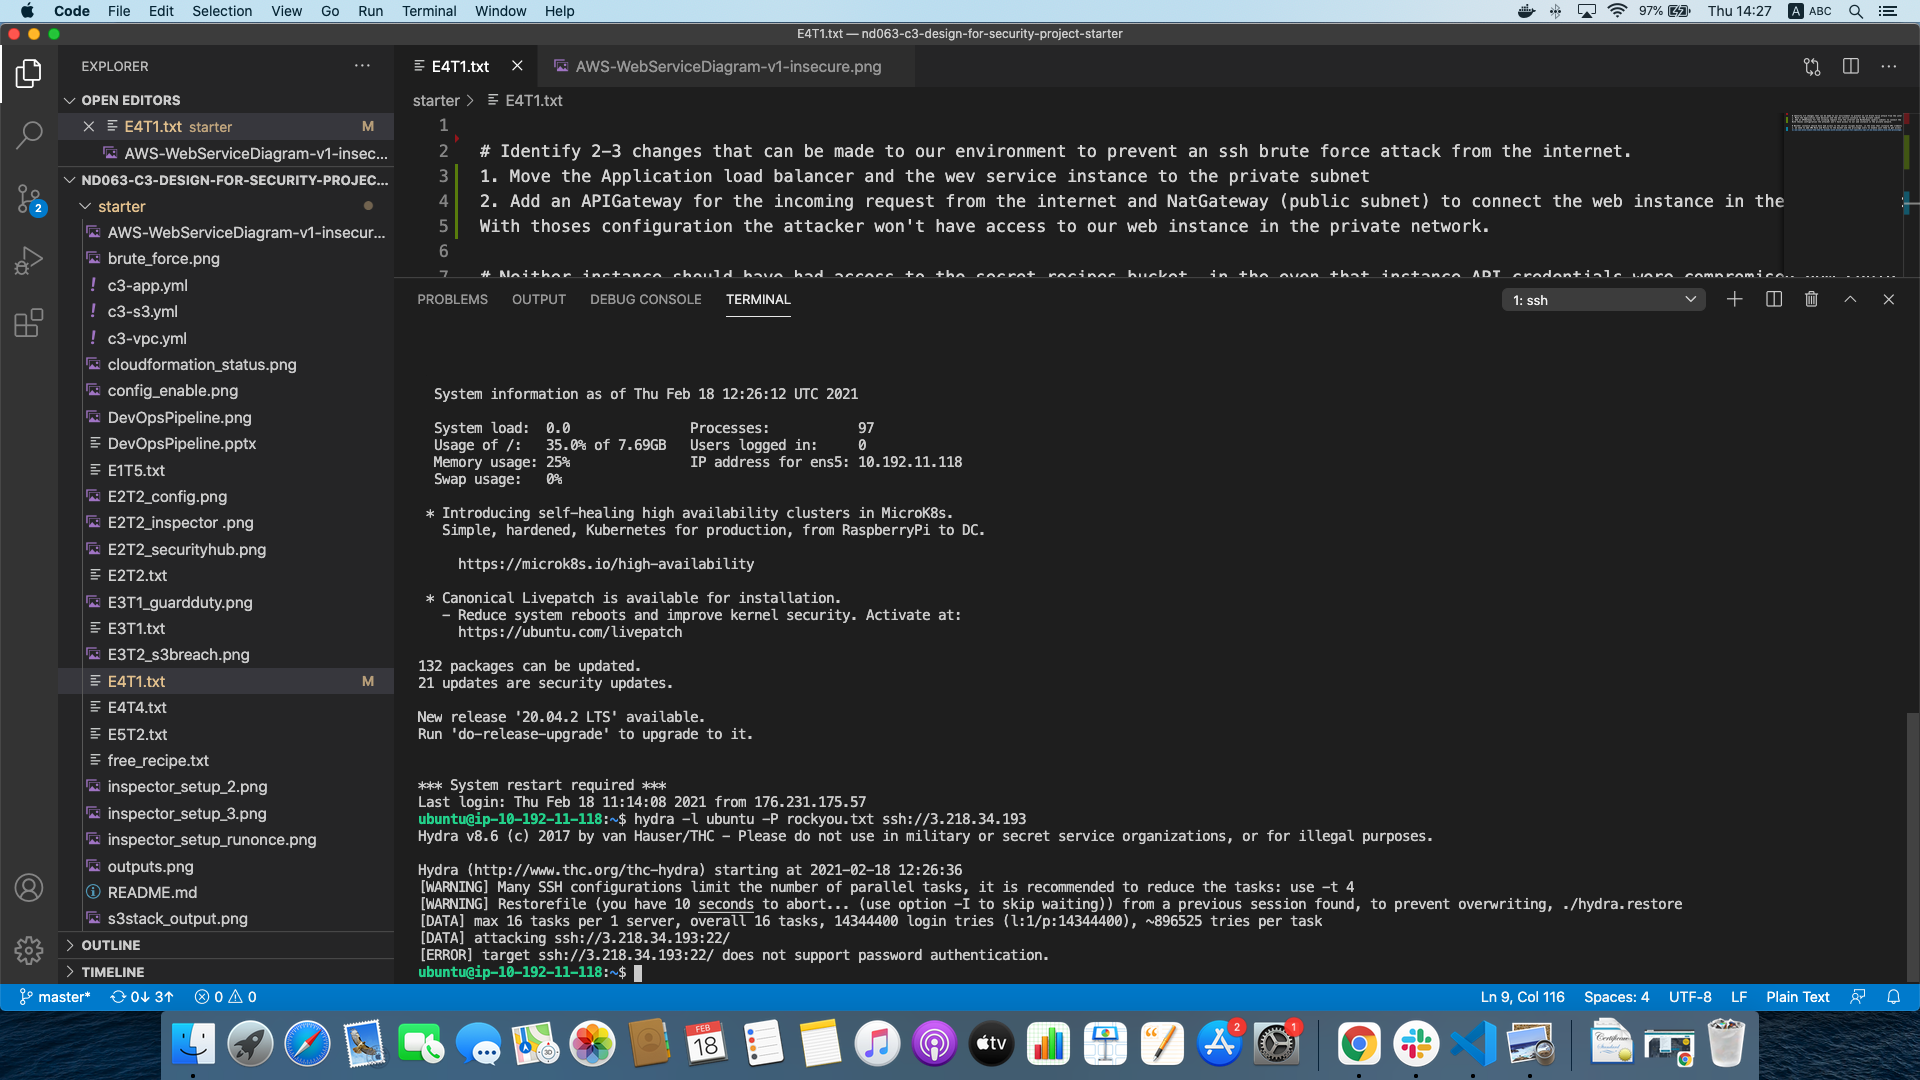 Code File Edit Selection View Go Run Terminal Window Help 97% Thu 14:27 A ABC
E4T1.txt — nd063-c3-design-for-security-project-starter
EXPLORER
OPEN EDITORS
E4T1.txt starter M
AWS-WebServiceDiagram-v1-insec...
ND063-C3-DESIGN-FOR-SECURITY-PROJEC...
starter
AWS-WebServiceDiagram-v1-insecur...
brute_force.png
! c3-app.yml
! c3-s3.yml
! c3-vpc.yml
cloudformation_status.png
config_enable.png
DevOpsPipeline.png
DevOpsPipeline.pptx
E1T5.txt
E2T2_config.png
E2T2_inspector .png
E2T2_securityhub.png
E2T2.txt
E3T1_guardduty.png
E3T1.txt
E3T2_s3breach.png
E4T1.txt M
E4T4.txt
E5T2.txt
free_recipe.txt
inspector_setup_2.png
inspector_setup_3.png
inspector_setup_runonce.png
outputs.png
README.md
s3stack_output.png
OUTLINE
TIMELINE
2
E4T1.txt AWS-WebServiceDiagram-v1-insecure.png
starter > E4T1.txt
1
2 # Identify 2-3 changes that can be made to our environment to prevent an ssh brute force attack from the internet.
3 1. Move the Application load balancer and the wev service instance to the private subnet
4 2. Add an APIGateway for the incoming request from the internet and NatGateway (public subnet) to connect the web instance in the
5 With thoses configuration the attacker won't have access to our web instance in the private network.
6
7 # Neither instance should have had access to the secret recipes bucket, in the even that instance API credentials were compromised
PROBLEMS OUTPUT DEBUG CONSOLE TERMINAL 1: ssh
System information as of Thu Feb 18 12:26:12 UTC 2021
System load: 0.0 Processes: 97
Usage of /: 35.0% of 7.69GB Users logged in: 0
Memory usage: 25% IP address for ens5: 10.192.11.118
Swap usage: 0%
* Introducing self-healing high availability clusters in MicroK8s.
Simple, hardened, Kubernetes for production, from RaspberryPi to DC.
https://microk8s.io/high-availability
* Canonical Livepatch is available for installation.
- Reduce system reboots and improve kernel security. Activate at:
https://ubuntu.com/livepatch
132 packages can be updated.
21 updates are security updates.
New release '20.04.2 LTS' available.
Run 'do-release-upgrade' to upgrade to it.
*** System restart required ***
Last login: Thu Feb 18 11:14:08 2021 from 176.231.175.57
ubuntu@ip-10-192-11-118:~$ hydra -l ubuntu -P rockyou.txt ssh://3.218.34.193
Hydra v8.6 (c) 2017 by van Hauser/THC - Please do not use in military or secret service organizations, or for illegal purposes.
Hydra (http://www.thc.org/thc-hydra) starting at 2021-02-18 12:26:36
[WARNING] Many SSH configurations limit the number of parallel tasks, it is recommended to reduce the tasks: use -t 4
[WARNING] Restorefile (you have 10 seconds to abort... (use option -I to skip waiting)) from a previous session found, to prevent overwriting, ./hydra.restore
[DATA] max 16 tasks per 1 server, overall 16 tasks, 14344400 login tries (l:1/p:14344400), ~896525 tries per task
[DATA] attacking ssh://3.218.34.193:22/
[ERROR] target ssh://3.218.34.193:22/ does not support password authentication.
ubuntu@ip-10-192-11-118:~$
master* 0↓ 3↑ 0 0 Ln 9, Col 116 Spaces: 4 UTF-8 LF Plain Text
FEB
18
3D
tv
2
1